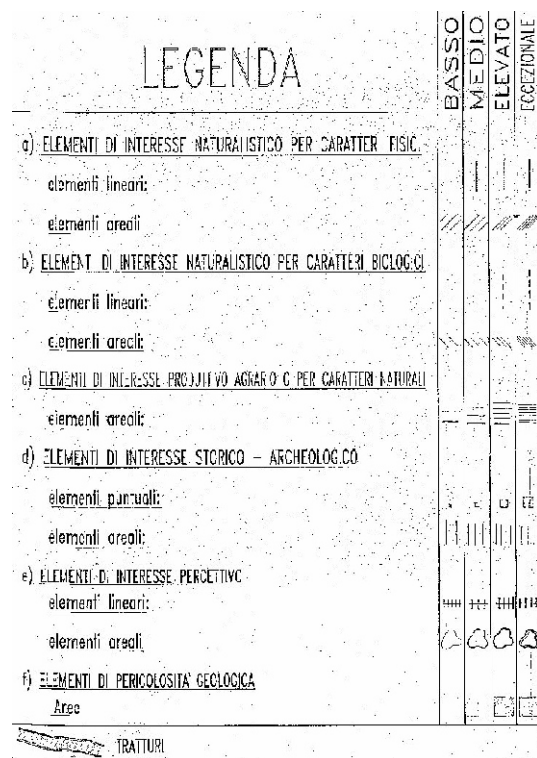 LEGENDA
BASSO
MEDIO
ELEVATO
ECCEZIONALE
a) ELEMENTI DI INTERESSE NATURALISTICO PER CARATTER FISIC.
elementi lineari:
elementi areali
b) ELEMENT DI INTERESSE NATURALISTICO PER CARATTERI BIOLOGICI
elementi lineari:
elementi areali:
c) ELEMENTI DI INTERESSE PRODUTTIVO AGRARIO O PER CARATTERI NATURALI
elementi areali:
d) ELEMENTI DI INTERESSE STORICO – ARCHEOLOGICO
elementi puntuali:
elementi areali:
e) ELEMENTI DI INTERESSE PERCETTIVO
elementi lineari:
elementi areali
f) ELEMENTI DI PERICOLOSITA' GEOLOGICA
Aree
TRATTURI